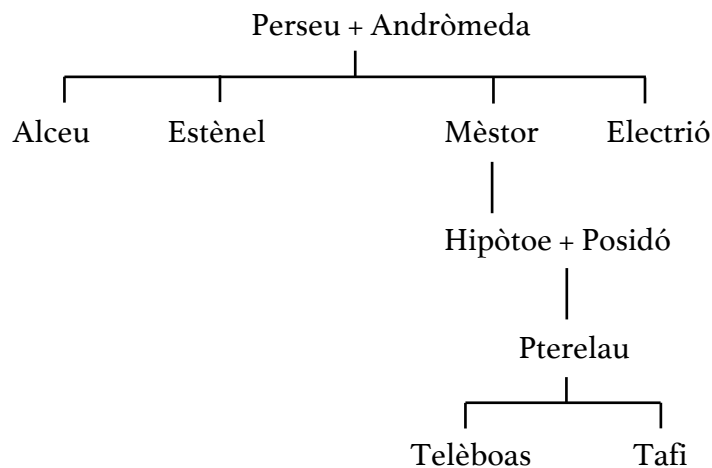 Perseu + Andròmeda
Alceu Estènel Mèstor Electrió
Hipòtoe + Posidó
Pterelau
Telèboas Tafi